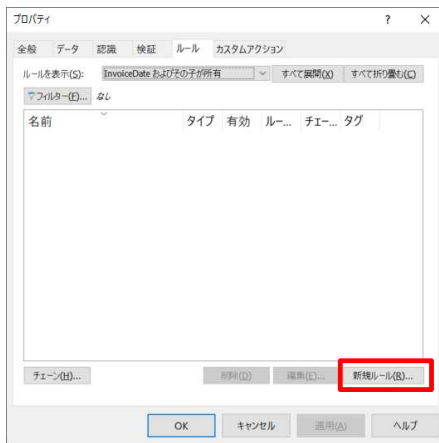 プロパティ ? ×
全般 データ 認識 検証 ルール カスタムアクション
ルールを表示(S): InvoiceDate およびその子が所有 すべて展開(X) すべて折り畳む(C)
フィルター(F)... なし
名前 タイプ 有効 ルー... チェー... タグ
チェーン(H)... 削除(D) 編集(E)... 新規ルール(R)...
OK キャンセル 適用(A) ヘルプ